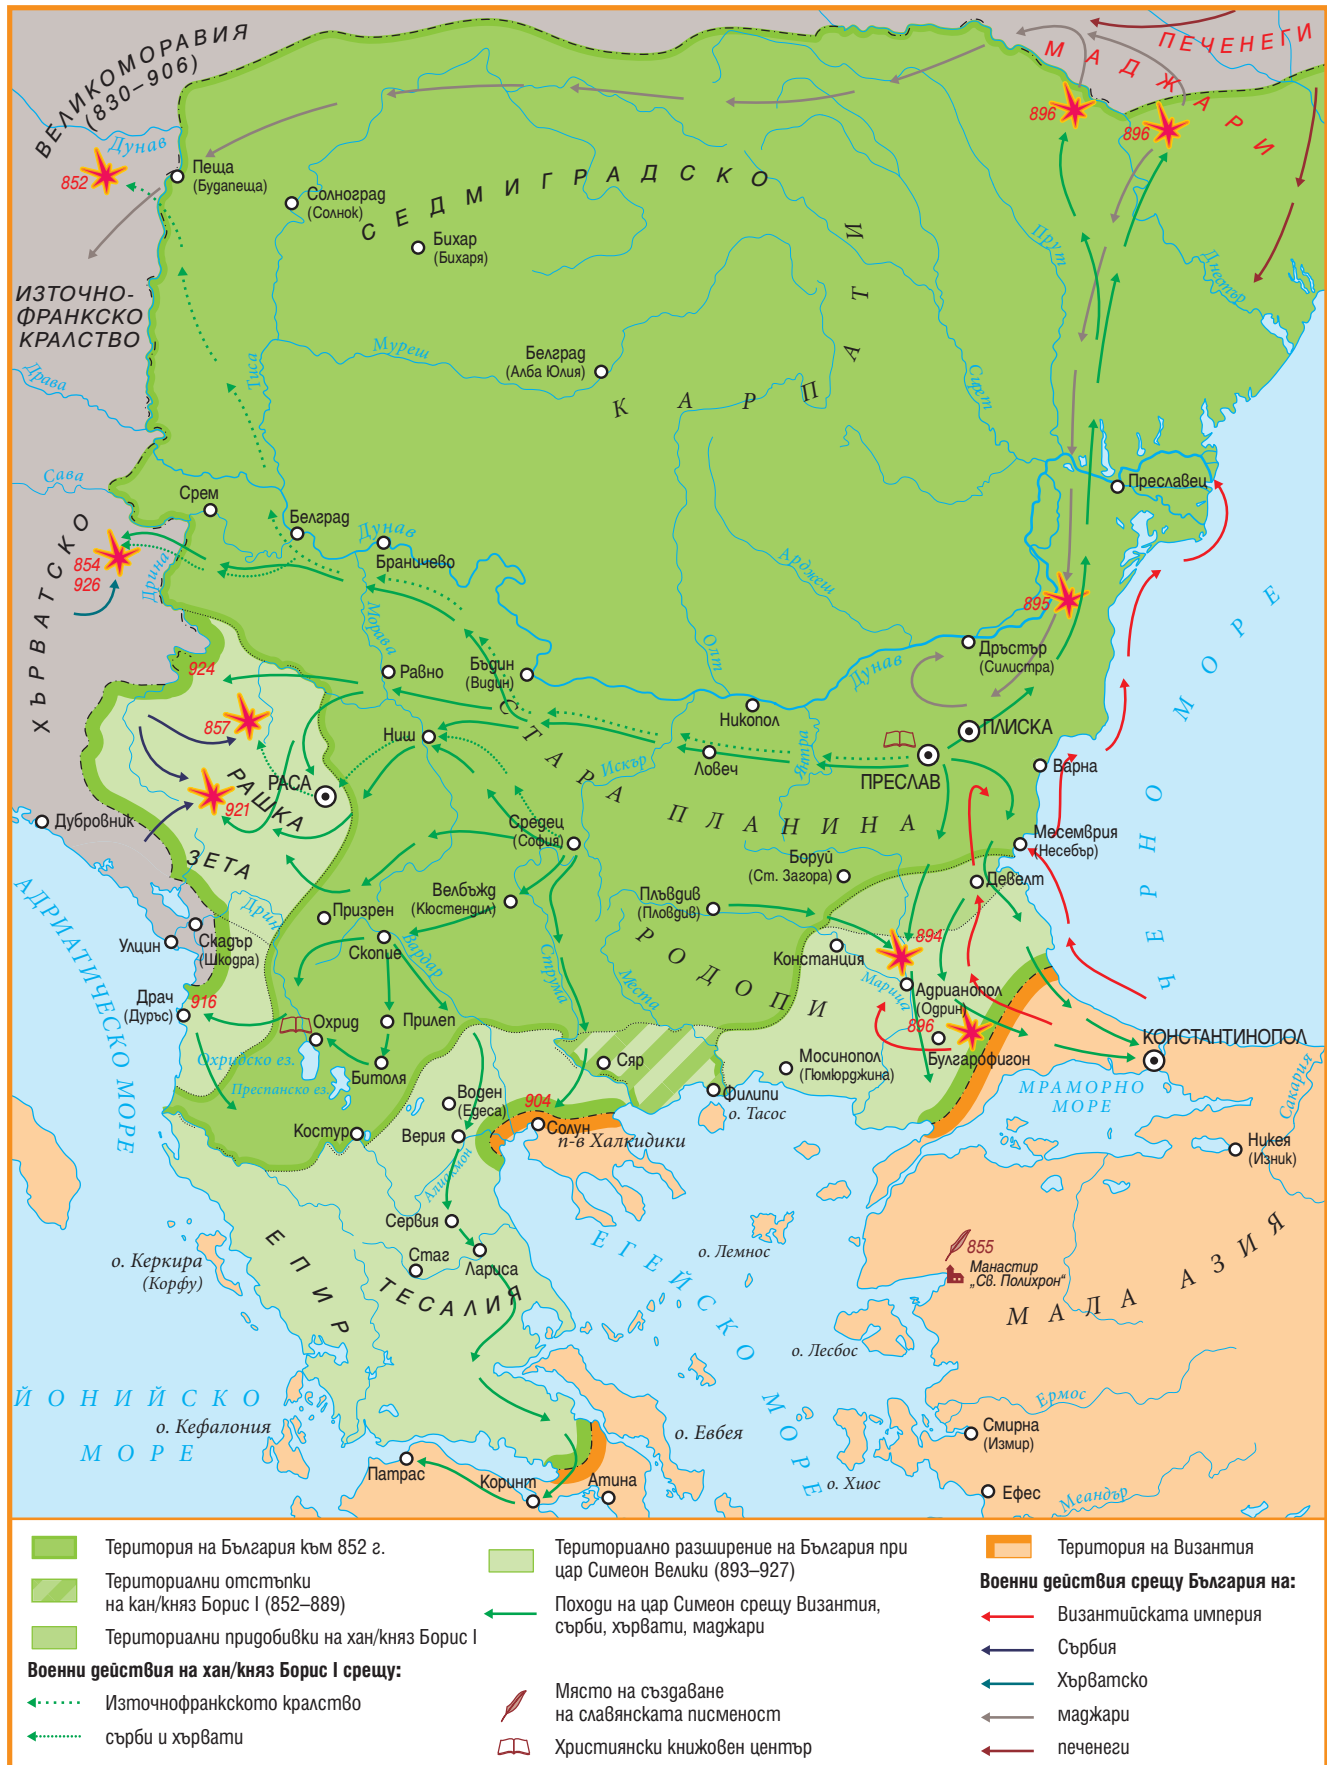 ВЕЛИКОМОРАВИЯ
(830–906)
Дунав
852
Пеща
(Будапеща)
Солноград
(Солнок)
СЕДМИГРАДСКО
Бихар
(Бихаря)
МАДЖАРИ
ПЕЧЕНЕГИ
896
896
Прут
Днестър
ИЗТОЧНО-
ФРАНКСКО
КРАЛСТВО
Драва
Тиса
Муреш
Белград
(Алба Юлия)
КАРПАТИ
Сирет
Сава
Срем
Белград
Дунав
Браничево
Преславец
ХЪРВАТСКО
854
926
Дрина
Морава
Арджеш
Олт
895
924
857
Равно
Бъдин
(Видин)
Дунав
Дръстър
(Силистра)
Никопол
ПЛИСКА
ПРЕСЛАВ
Варна
Ниш
СТАРА ПЛАНИНА
Искър
Ловеч
Янтра
РАСА
РАШКА
921
Дубровник
ЗЕТА
Средец
(София)
Месемврия
(Несебър)
ЧЕРНО МОРЕ
Боруй
(Ст. Загора)
Девелт
Велбъжд
(Кюстендил)
Плъвдив
(Пловдив)
Дрин
Призрен
Скопие
Вардар
Струма
Места
РОДОПИ
Констанция
894
Марица
Адрианопол
(Одрин)
896
Булгарофигон
КОНСТАНТИНОПОЛ
Улцин
Скадър
(Шкодра)
АДРИАТИЧЕСКО МОРЕ
Драч
(Дуръс)
916
Охрид
Прилеп
Охридско ез.
Преспанско ез.
Битоля
Сяр
Мосинопол
(Гюмюрджина)
Филипи
о. Тасос
МРАМОРНО
МОРЕ
Сакария
Воден
(Едеса)
904
Солун
п-в Халкидики
Костур
Верия
Алиакмон
Никея
(Изник)
Сервия
Стаг
Лариса
ЕПИР
ТЕСАЛИЯ
о. Керкира
(Корфу)
ЕГЕЙСКО МОРЕ
о. Лемнос
855
Манастир
„Св. Полихрон“
МАЛА АЗИЯ
о. Лесбос
ЙОНИЙСКО
МОРЕ
о. Кефалония
о. Евбея
Ермос
Смирна
(Измир)
Патрас
Коринт
Атина
о. Хиос
Ефес
Меандър
Територия на България към 852 г.
Териториални отстъпки
на кан/княз Борис I (852–889)
Териториални придобивки на хан/княз Борис I
Военни действия на хан/княз Борис I срещу:
Източнофранкското кралство
сърби и хървати
Териториално разширение на България при
цар Симеон Велики (893–927)
Походи на цар Симеон срещу Византия,
сърби, хървати, маджари
Място на създаване
на славянската писменост
Християнски книжовен център
Територия на Византия
Военни действия срещу България на:
Византийската империя
Сърбия
Хърватско
маджари
печенеги